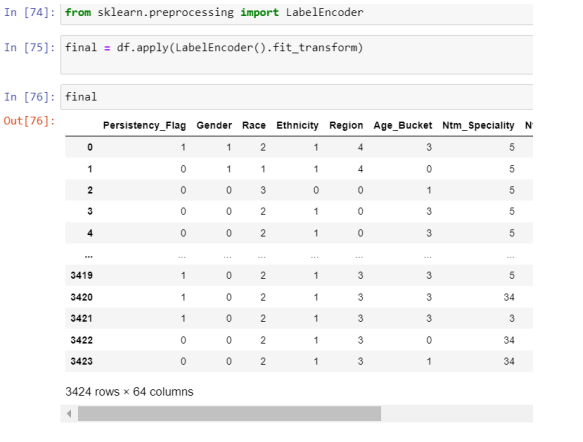 In [74]: from sklearn.preprocessing import LabelEncoder
In [75]: final = df.apply(LabelEncoder().fit_transform)
In [76]: final
Out[76]:
Persistency_Flag Gender Race Ethnicity Region Age_Bucket Ntm_Speciality
0 1 1 2 1 4 3 5
1 0 1 1 1 4 0 5
2 0 0 3 0 0 1 5
3 0 0 2 1 0 3 5
4 0 0 2 1 0 3 5
... ... ... ... ... ... ... ...
3419 1 0 2 1 3 3 5
3420 1 0 2 1 3 3 34
3421 1 0 2 1 3 3 3
3422 0 0 2 1 3 0 34
3423 0 0 2 1 3 1 34
3424 rows × 64 columns